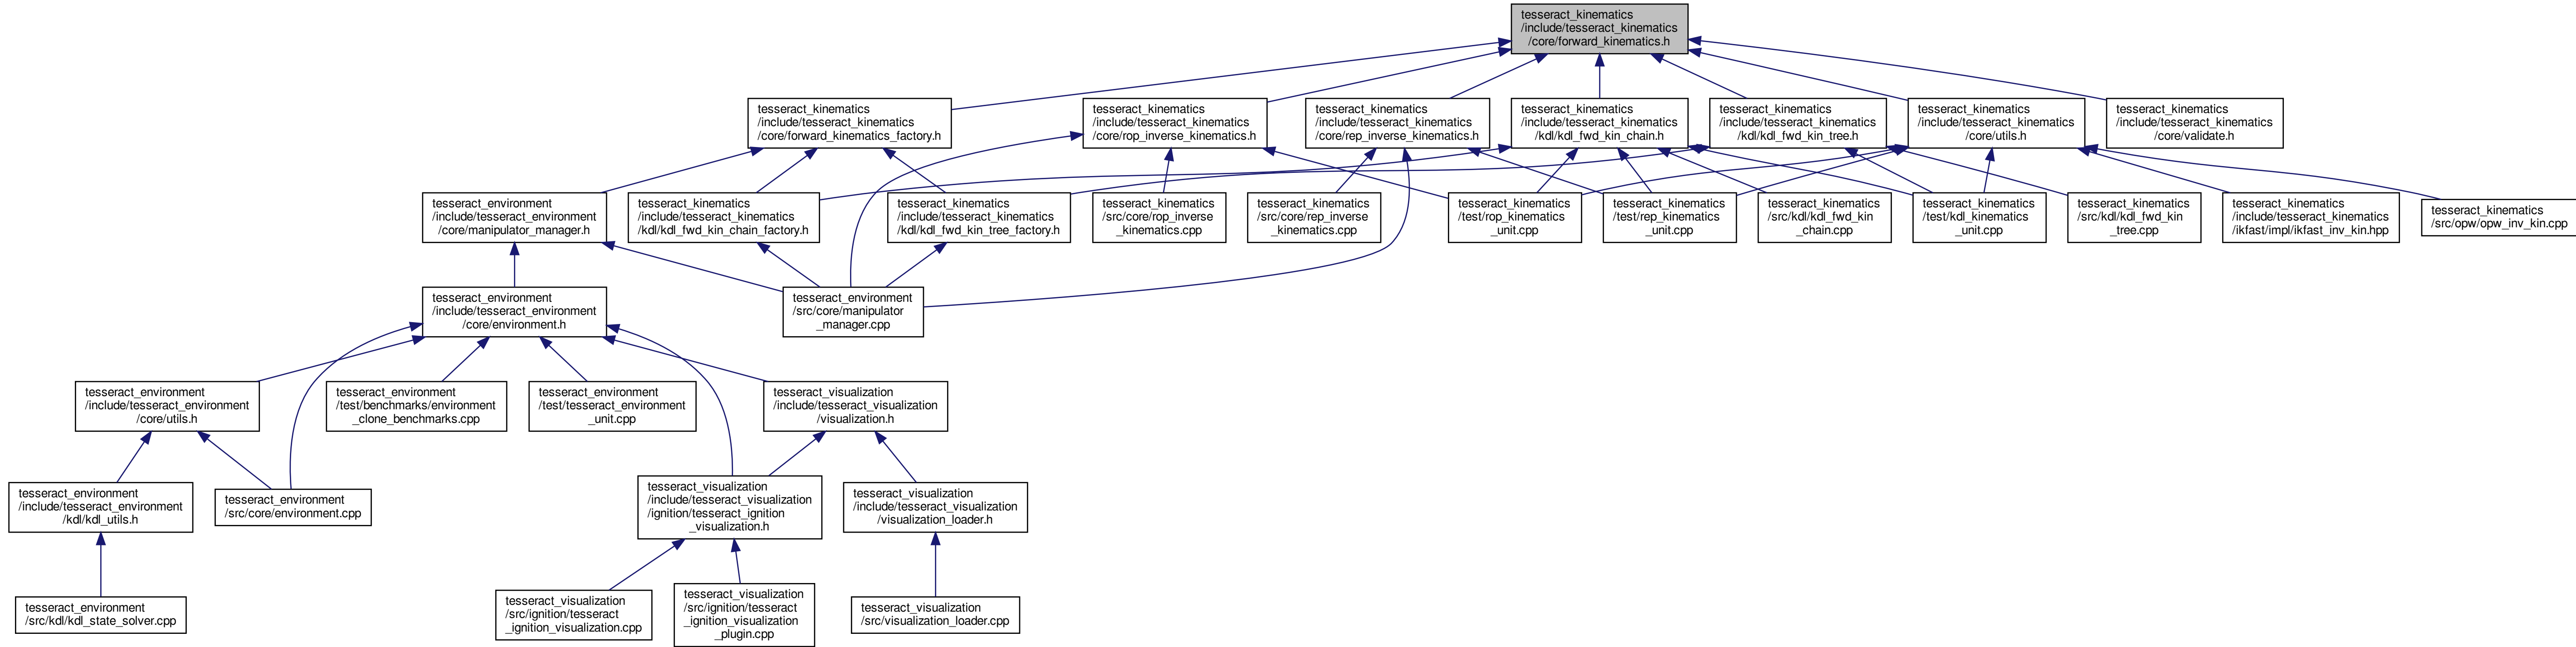 tesseract_kinematics
/include/tesseract_kinematics
/core/forward_kinematics.h
tesseract_kinematics
/include/tesseract_kinematics
/core/forward_kinematics_factory.h
tesseract_kinematics
/include/tesseract_kinematics
/core/rop_inverse_kinematics.h
tesseract_kinematics
/include/tesseract_kinematics
/core/rep_inverse_kinematics.h
tesseract_kinematics
/include/tesseract_kinematics
/kdl/kdl_fwd_kin_chain.h
tesseract_kinematics
/include/tesseract_kinematics
/kdl/kdl_fwd_kin_tree.h
tesseract_kinematics
/include/tesseract_kinematics
/core/utils.h
tesseract_kinematics
/include/tesseract_kinematics
/core/validate.h
tesseract_environment
/include/tesseract_environment
/core/manipulator_manager.h
tesseract_kinematics
/include/tesseract_kinematics
/kdl/kdl_fwd_kin_chain_factory.h
tesseract_kinematics
/include/tesseract_kinematics
/kdl/kdl_fwd_kin_tree_factory.h
tesseract_kinematics
/src/core/rop_inverse
_kinematics.cpp
tesseract_kinematics
/src/core/rep_inverse
_kinematics.cpp
tesseract_kinematics
/test/rop_kinematics
_unit.cpp
tesseract_kinematics
/test/rep_kinematics
_unit.cpp
tesseract_kinematics
/src/kdl/kdl_fwd_kin
_chain.cpp
tesseract_kinematics
/test/kdl_kinematics
_unit.cpp
tesseract_kinematics
/src/kdl/kdl_fwd_kin
_tree.cpp
tesseract_kinematics
/include/tesseract_kinematics
/ikfast/impl/ikfast_inv_kin.hpp
tesseract_kinematics
/src/opw/opw_inv_kin.cpp
tesseract_environment
/include/tesseract_environment
/core/environment.h
tesseract_environment
/src/core/manipulator
_manager.cpp
tesseract_environment
/include/tesseract_environment
/core/utils.h
tesseract_environment
/test/benchmarks/environment
_clone_benchmarks.cpp
tesseract_environment
/test/tesseract_environment
_unit.cpp
tesseract_visualization
/include/tesseract_visualization
/visualization.h
tesseract_environment
/include/tesseract_environment
/kdl/kdl_utils.h
tesseract_environment
/src/core/environment.cpp
tesseract_visualization
/include/tesseract_visualization
/ignition/tesseract_ignition
_visualization.h
tesseract_visualization
/include/tesseract_visualization
/visualization_loader.h
tesseract_environment
/src/kdl/kdl_state_solver.cpp
tesseract_visualization
/src/ignition/tesseract
_ignition_visualization.cpp
tesseract_visualization
/src/ignition/tesseract
_ignition_visualization
_plugin.cpp
tesseract_visualization
/src/visualization_loader.cpp